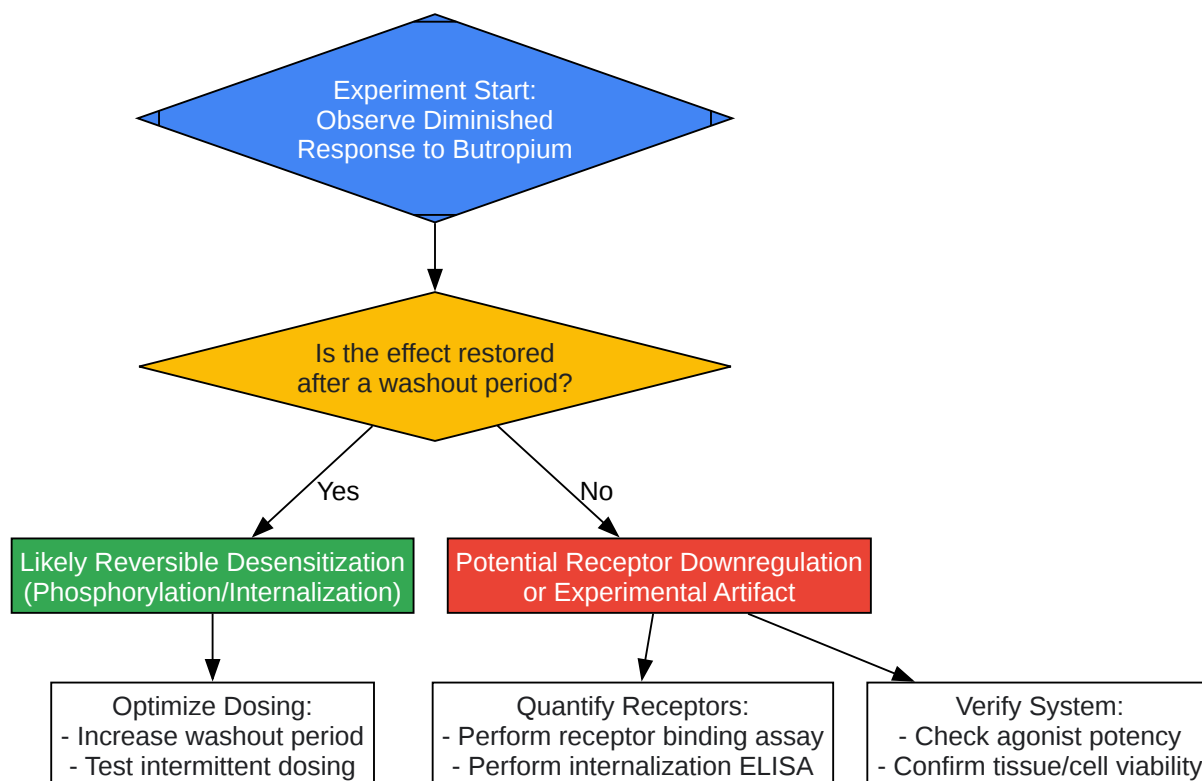 Experiment Start:
Observe Diminished
Response to Butropium
Is the effect restored
after a washout period?
Yes
No
Likely Reversible Desensitization
(Phosphorylation/Internalization)
Potential Receptor Downregulation
or Experimental Artifact
Optimize Dosing:
- Increase washout period
- Test intermittent dosing
Quantify Receptors:
- Perform receptor binding assay
- Perform internalization ELISA
Verify System:
- Check agonist potency
- Confirm tissue/cell viability